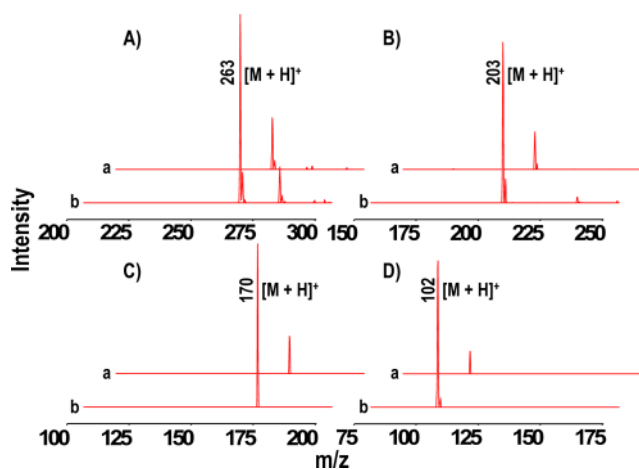 A)
263
[M + H]+
a
b
200 225 250 275 300
B)
203
[M + H]+
a
b
150 175 200 225 250
Intensity
C)
170
[M + H]+
a
b
100 125 150 175 200
D)
102
[M + H]+
a
b
75 100 125 150 175
m/z